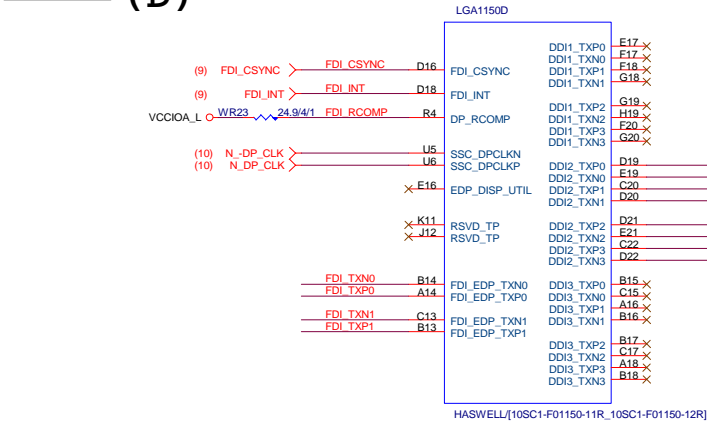 (D)
LGA1150D
(9) FDI_CSYNC FDI_CSYNC D16 FDI_CSYNC
(9) FDI_INT FDI_INT D18 FDI_INT
VCCIOA_L WR23 24.9/4/1 FDI_RCOMP R4 DP_RCOMP
(10) N_-DP_CLK U5 SSC_DPCLKN
(10) N_DP_CLK U6 SSC_DPCLKP
E16 EDP_DISP_UTIL
K11 RSVD_TP
J12 RSVD_TP
FDI_TXN0 B14 FDI_EDP_TXN0
FDI_TXP0 A14 FDI_EDP_TXP0
FDI_TXN1 C13 FDI_EDP_TXN1
FDI_TXP1 B13 FDI_EDP_TXP1
DDI1_TXP0 E17
DDI1_TXN0 F17
DDI1_TXP1 F18
DDI1_TXN1 G18
DDI1_TXP2 G19
DDI1_TXN2 H19
DDI1_TXP3 F20
DDI1_TXN3 G20
DDI2_TXP0 D19
DDI2_TXN0 E19
DDI2_TXP1 C20
DDI2_TXN1 D20
DDI2_TXP2 D21
DDI2_TXN2 E21
DDI2_TXP3 C22
DDI2_TXN3 D22
DDI3_TXP0 B15
DDI3_TXN0 C15
DDI3_TXP1 A16
DDI3_TXN1 B16
DDI3_TXP2 B17
DDI3_TXN2 C17
DDI3_TXP3 A18
DDI3_TXN3 B18
HASWELL/[10SC1-F01150-11R_10SC1-F01150-12R]